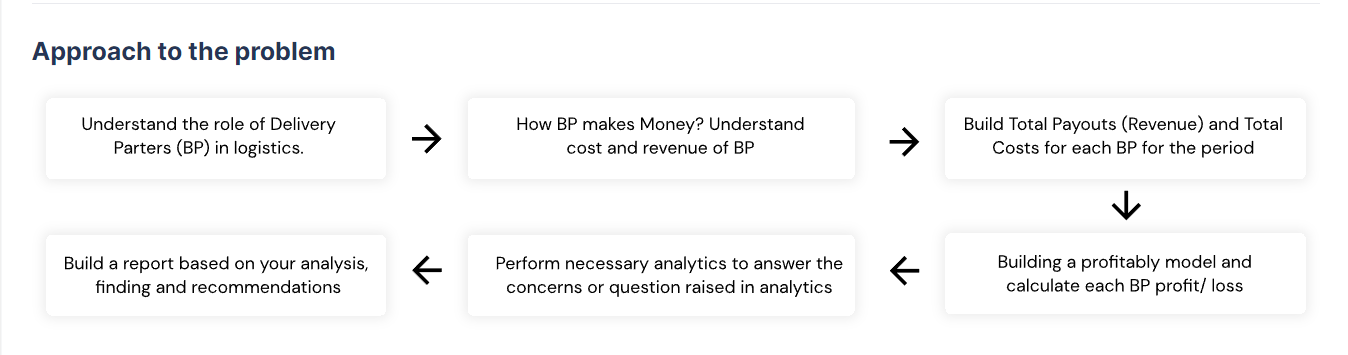 Approach to the problem
Understand the role of Delivery
Parters (BP) in logistics.
How BP makes Money? Understand
cost and revenue of BP
Build Total Payouts (Revenue) and Total
Costs for each BP for the period
Building a profitably model and
calculate each BP profit/ loss
Perform necessary analytics to answer the
concerns or question raised in analytics
Build a report based on your analysis,
finding and recommendations